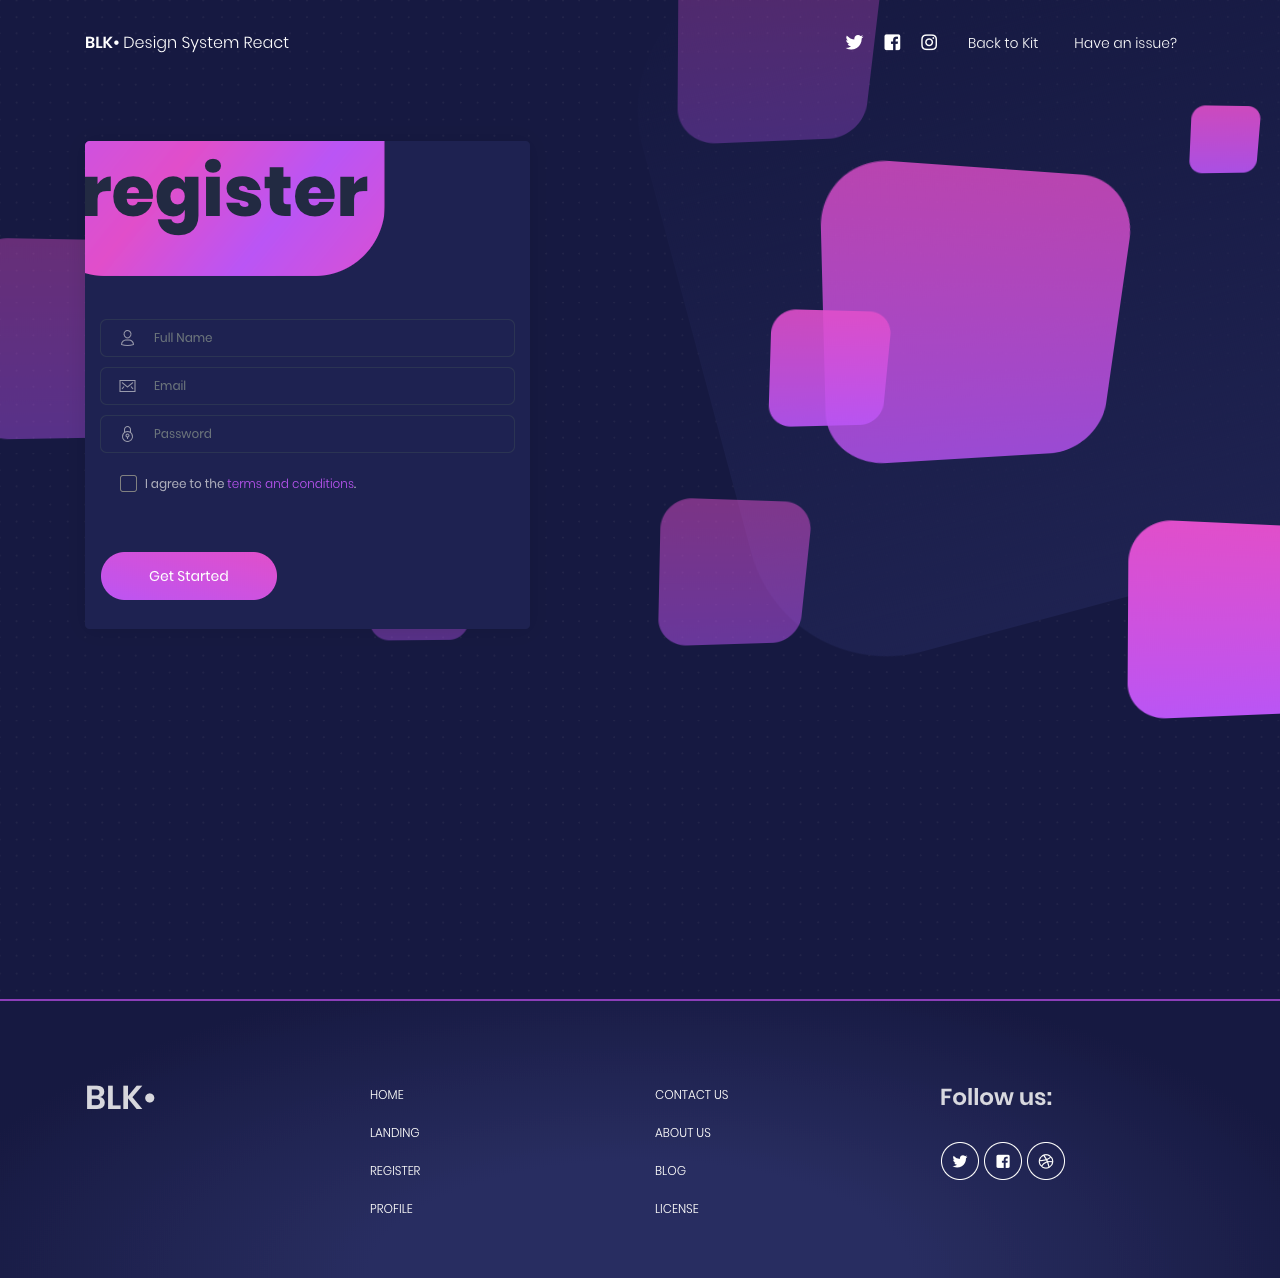 BLK• Design System React
Back to Kit
Have an issue?
register
Full Name
Email
Password
I agree to the terms and conditions.
Get Started
BLK•
HOME
LANDING
REGISTER
PROFILE
CONTACT US
ABOUT US
BLOG
LICENSE
Follow us: